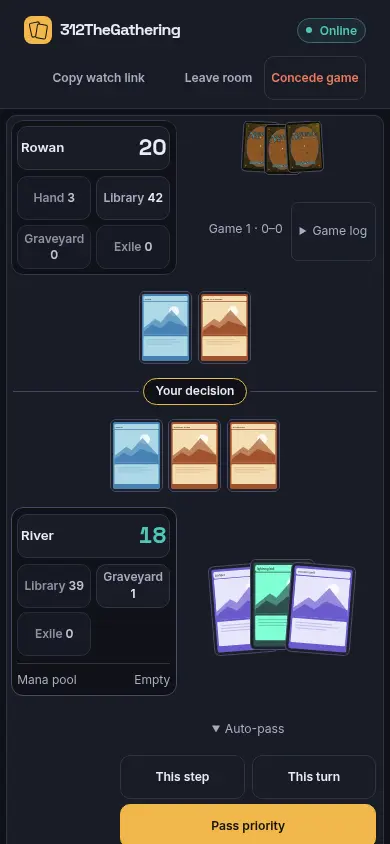 312TheGathering
Online
Copy watch link
Leave room
Concede game
Rowan
20
Hand 3
Library 42
Graveyard
0
Exile 0
Game 1 · 0–0
▶ Game log
Your decision
River
18
Library 39
Graveyard
1
Exile 0
Mana pool
Empty
▼ Auto-pass
This step
This turn
Pass priority